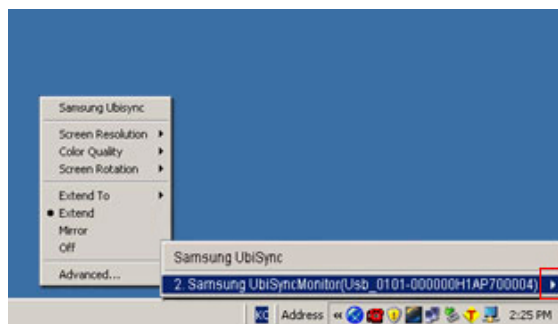 Samsung Ubisync
Screen Resolution
Color Quality
Screen Rotation
Extend To
Extend
Mirror
Off
Advanced...
Samsung UbiSync
2. Samsung UbiSyncMonitor(Usb_0101-000000H1AP700004)
Address « 2:25 PM